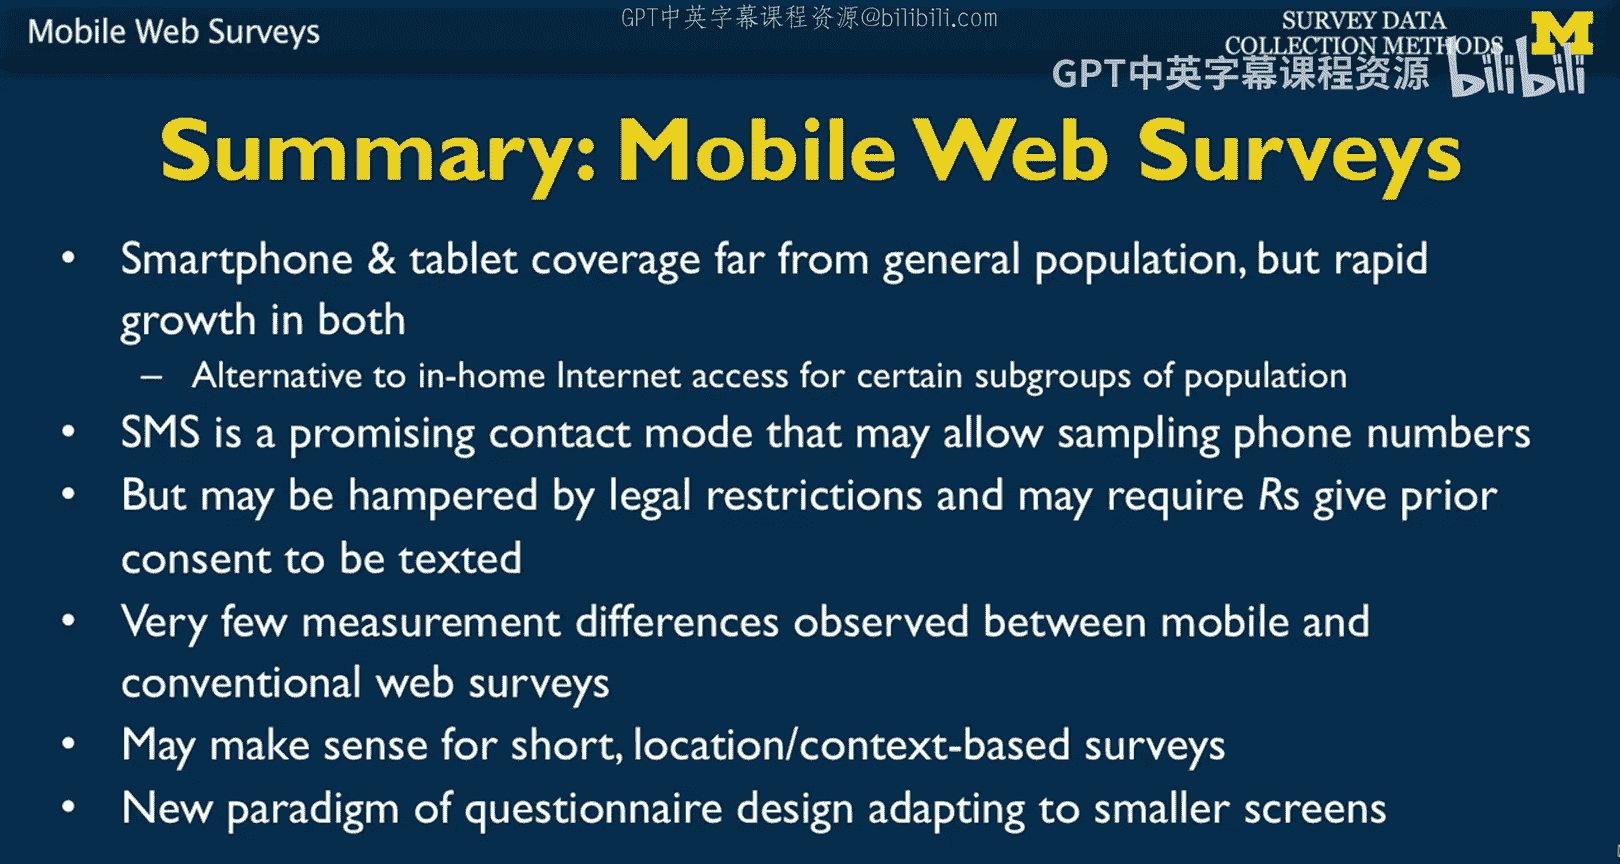 GPT中英字幕课程资源@bilibili.com
Mobile Web Surveys
SURVEY DATA
COLLECTION METHODS
M
GPT中英字幕课程资源 bilibili
Summary: Mobile Web Surveys
• Smartphone & tablet coverage far from general population, but rapid
growth in both
– Alternative to in-home Internet access for certain subgroups of population
• SMS is a promising contact mode that may allow sampling phone numbers
• But may be hampered by legal restrictions and may require Rs give prior
consent to be texted
• Very few measurement differences observed between mobile and
conventional web surveys
• May make sense for short, location/context-based surveys
• New paradigm of questionnaire design adapting to smaller screens